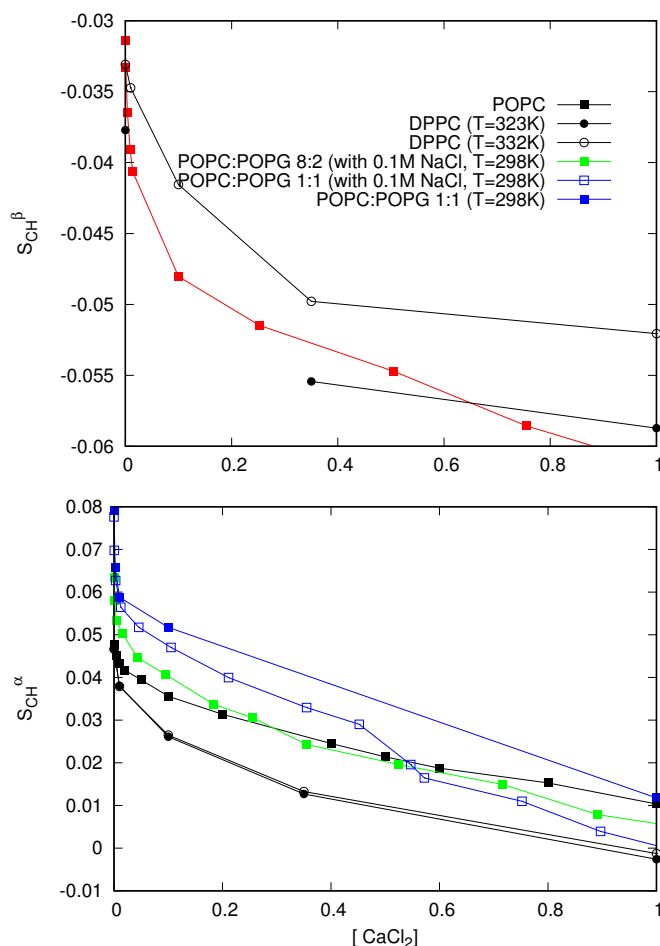 -0.03
-0.035
-0.04
-0.045
-0.05
-0.055
-0.06
S_CH^β
POPC
DPPC (T=323K)
DPPC (T=332K)
POPC:POPG 8:2 (with 0.1M NaCl, T=298K)
POPC:POPG 1:1 (with 0.1M NaCl, T=298K)
POPC:POPG 1:1 (T=298K)
0 0.2 0.4 0.6 0.8 1
0.08
0.07
0.06
0.05
0.04
0.03
0.02
0.01
0
-0.01
S_CH^α
0 0.2 0.4 0.6 0.8 1
[ CaCl₂]